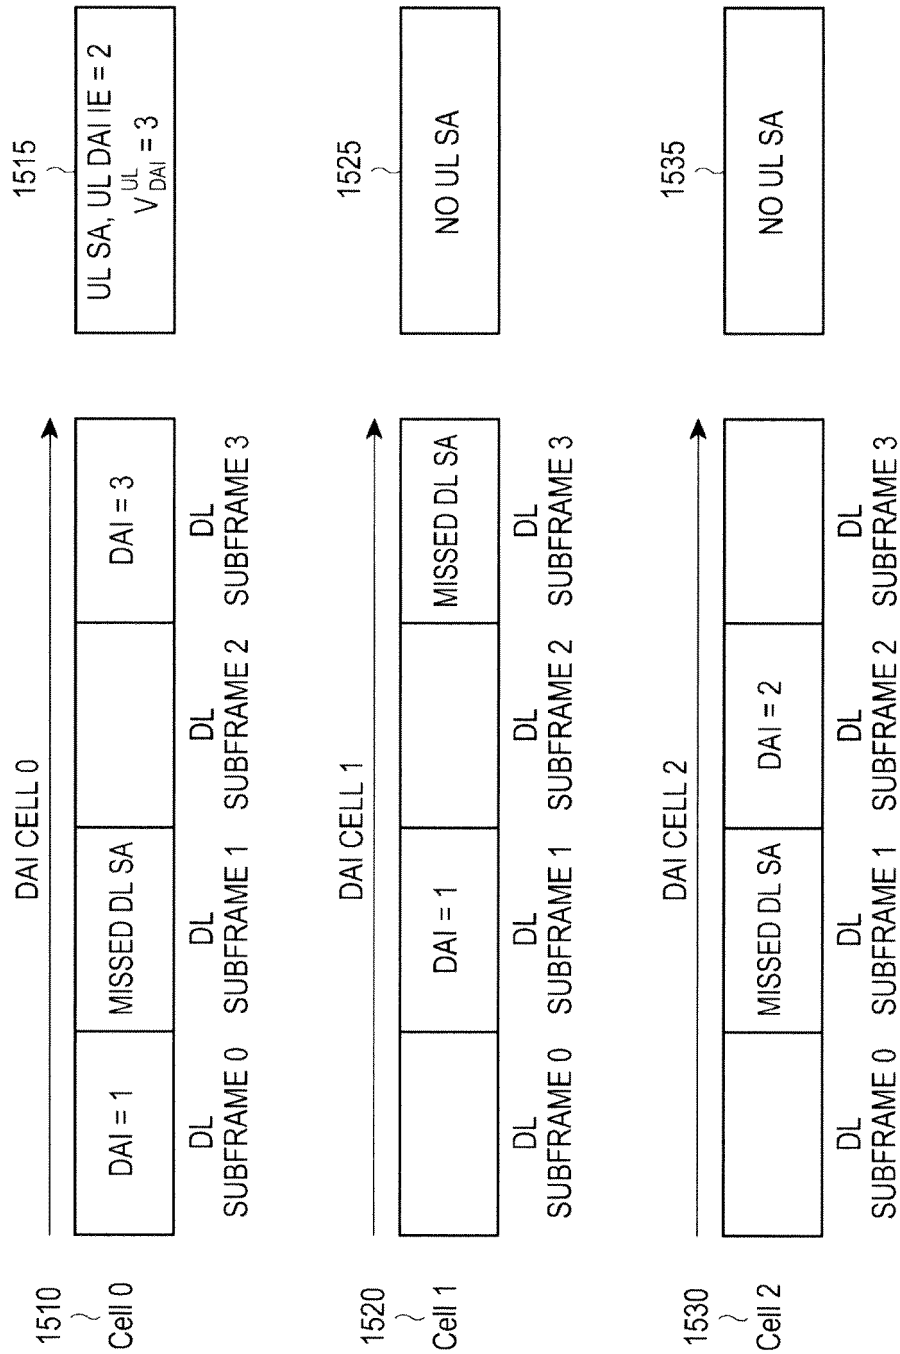 DAI CELL 0
1510
Cell 0
DAI = 1
MISSED DL SA
DAI = 3
DL
SUBFRAME 0
DL
SUBFRAME 1
DL
SUBFRAME 2
DL
SUBFRAME 3
1515
UL SA, UL DAI IE = 2
V^UL_DAI = 3
DAI CELL 1
1520
Cell 1
DAI = 1
MISSED DL SA
DL
SUBFRAME 0
DL
SUBFRAME 1
DL
SUBFRAME 2
DL
SUBFRAME 3
1525
NO UL SA
DAI CELL 2
1530
Cell 2
MISSED DL SA
DAI = 2
DL
SUBFRAME 0
DL
SUBFRAME 1
DL
SUBFRAME 2
DL
SUBFRAME 3
1535
NO UL SA